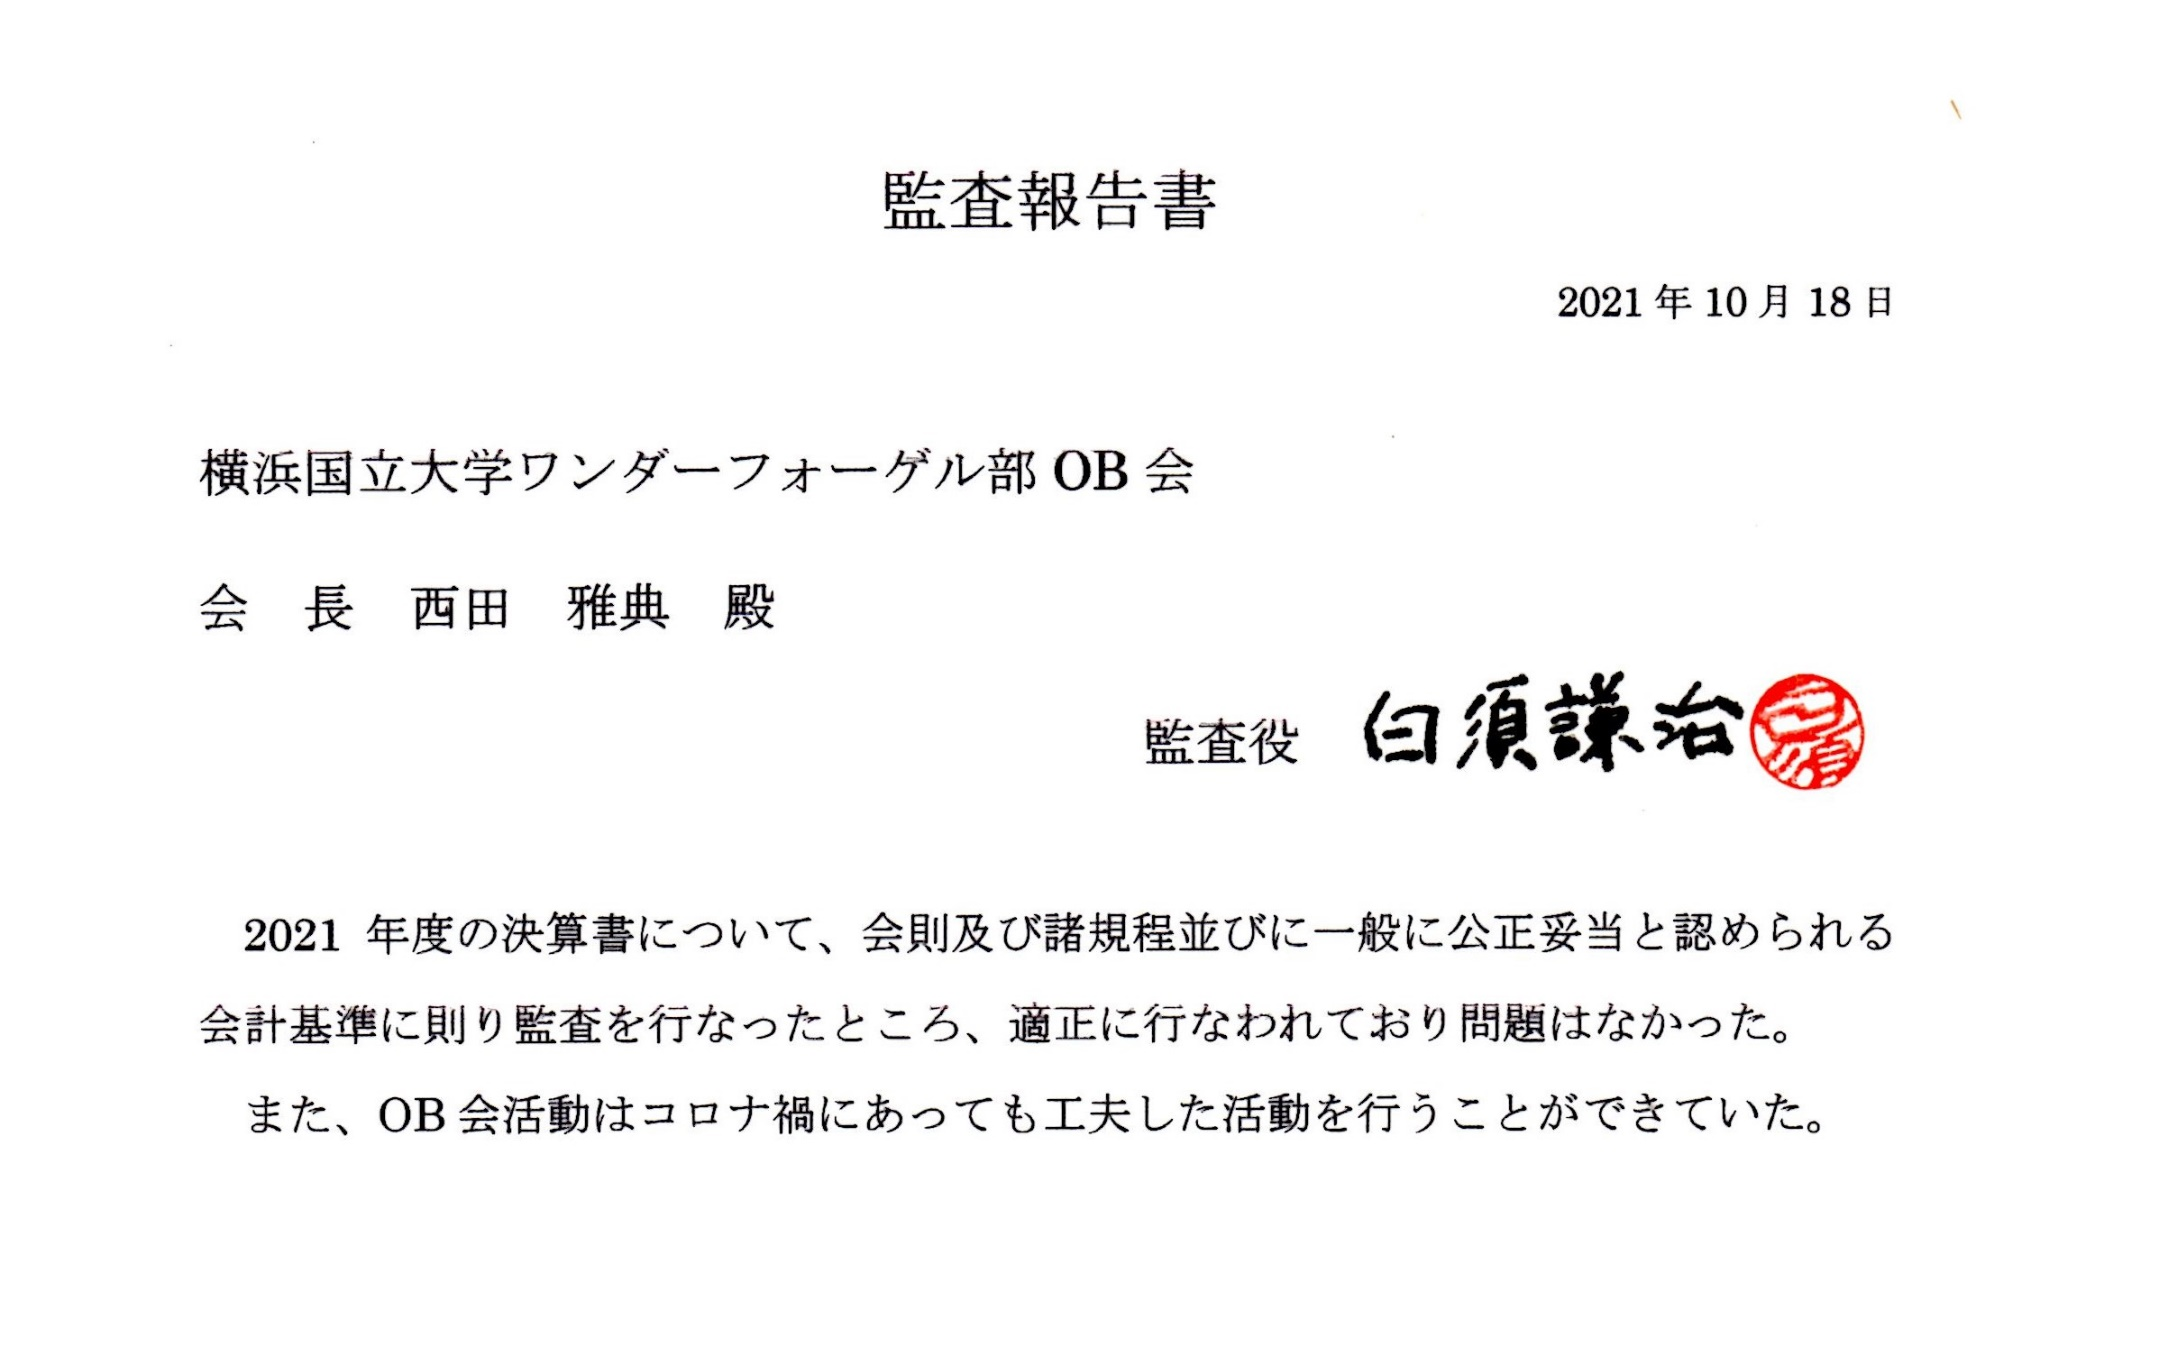 監査報告書
2021年10月18日
横浜国立大学ワンダーフォーゲル部OB会
会　長　西田　雅典　殿
監査役　白須謙治
2021 年度の決算書について、会則及び諸規程並びに一般に公正妥当と認められる
会計基準に則り監査を行なったところ、適正に行なわれており問題はなかった。
また、OB会活動はコロナ禍にあっても工夫した活動を行うことができていた。